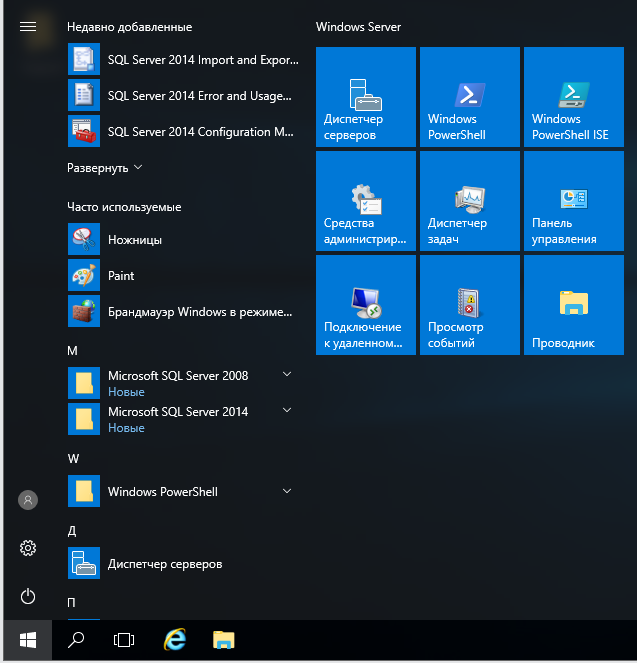 Недавно добавленные
SQL Server 2014 Import and Expor...
SQL Server 2014 Error and Usage...
SQL Server 2014 Configuration M...
Развернуть
Часто используемые
Ножницы
Paint
Брандмауэр Windows в режиме...
M
Microsoft SQL Server 2008
Новые
Microsoft SQL Server 2014
Новые
W
Windows PowerShell
Д
Диспетчер серверов
П
Windows Server
Диспетчер
серверов
Windows
PowerShell
Windows
PowerShell ISE
Средства
администрир...
Диспетчер
задач
Панель
управления
Подключение
к удаленном...
Просмотр
событий
Проводник